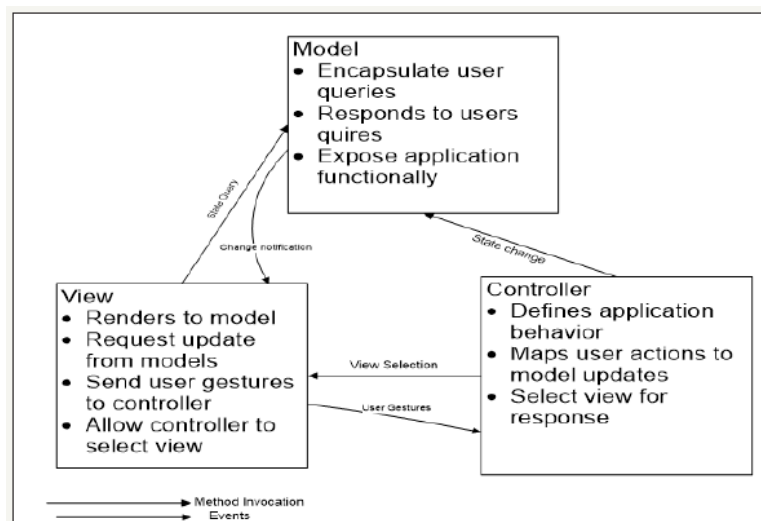 Model
• Encapsulate user
queries
• Responds to users
quires
• Expose application
functionally
State Query
Change notification
State change
View
• Renders to model
• Request update
from models
• Send user gestures
to controller
• Allow controller to
select view
Controller
• Defines application
behavior
• Maps user actions to
model updates
• Select view for
response
View Selection
User Gestures
Method Invocation
Events